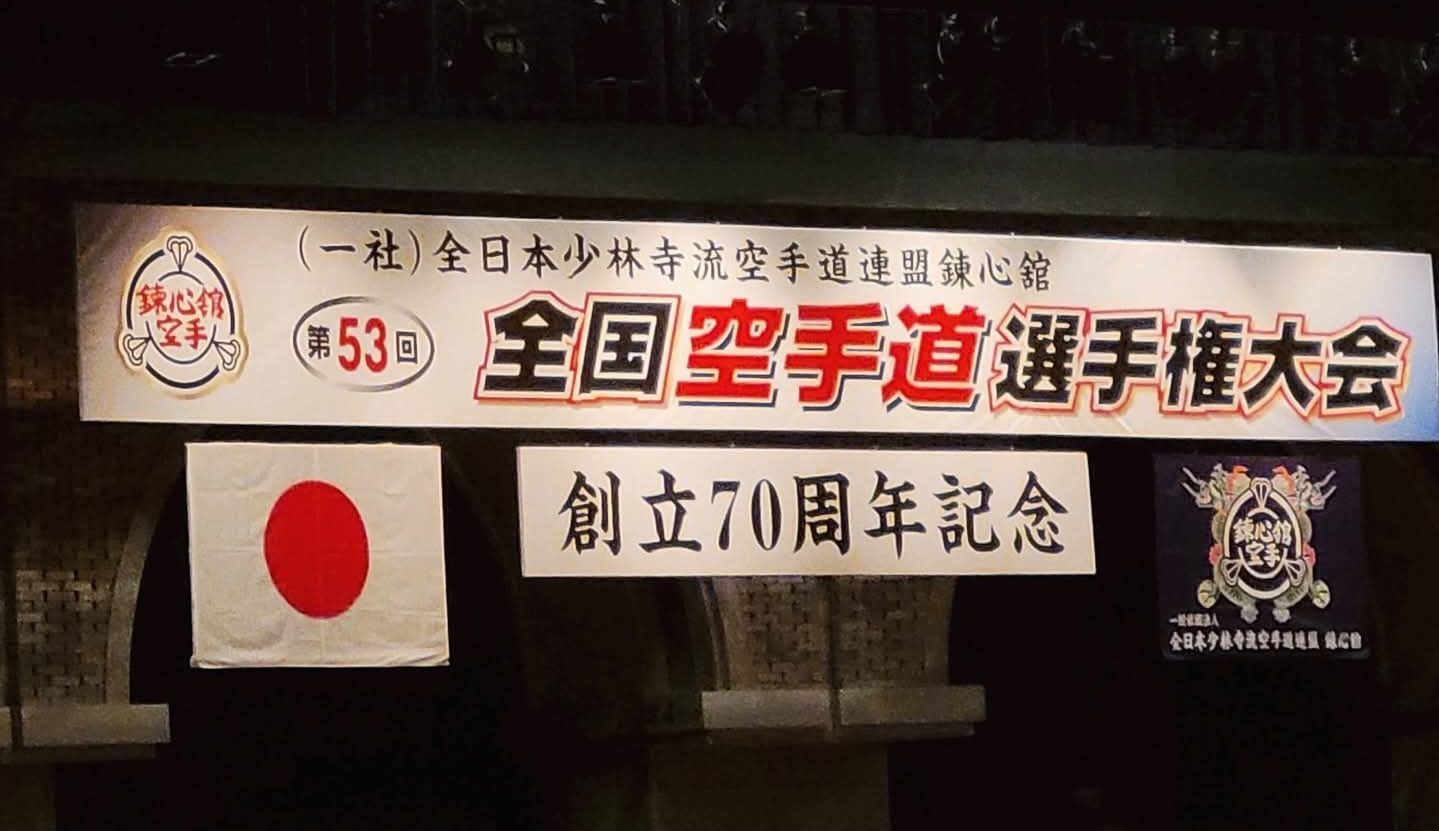 (一社)全日本少林寺流空手道連盟錬心舘
錬心舘
空手
第53回
全国空手道選手権大会
創立70周年記念
錬心舘
空手
一般社団法人
全日本少林寺流空手道連盟 錬心舘